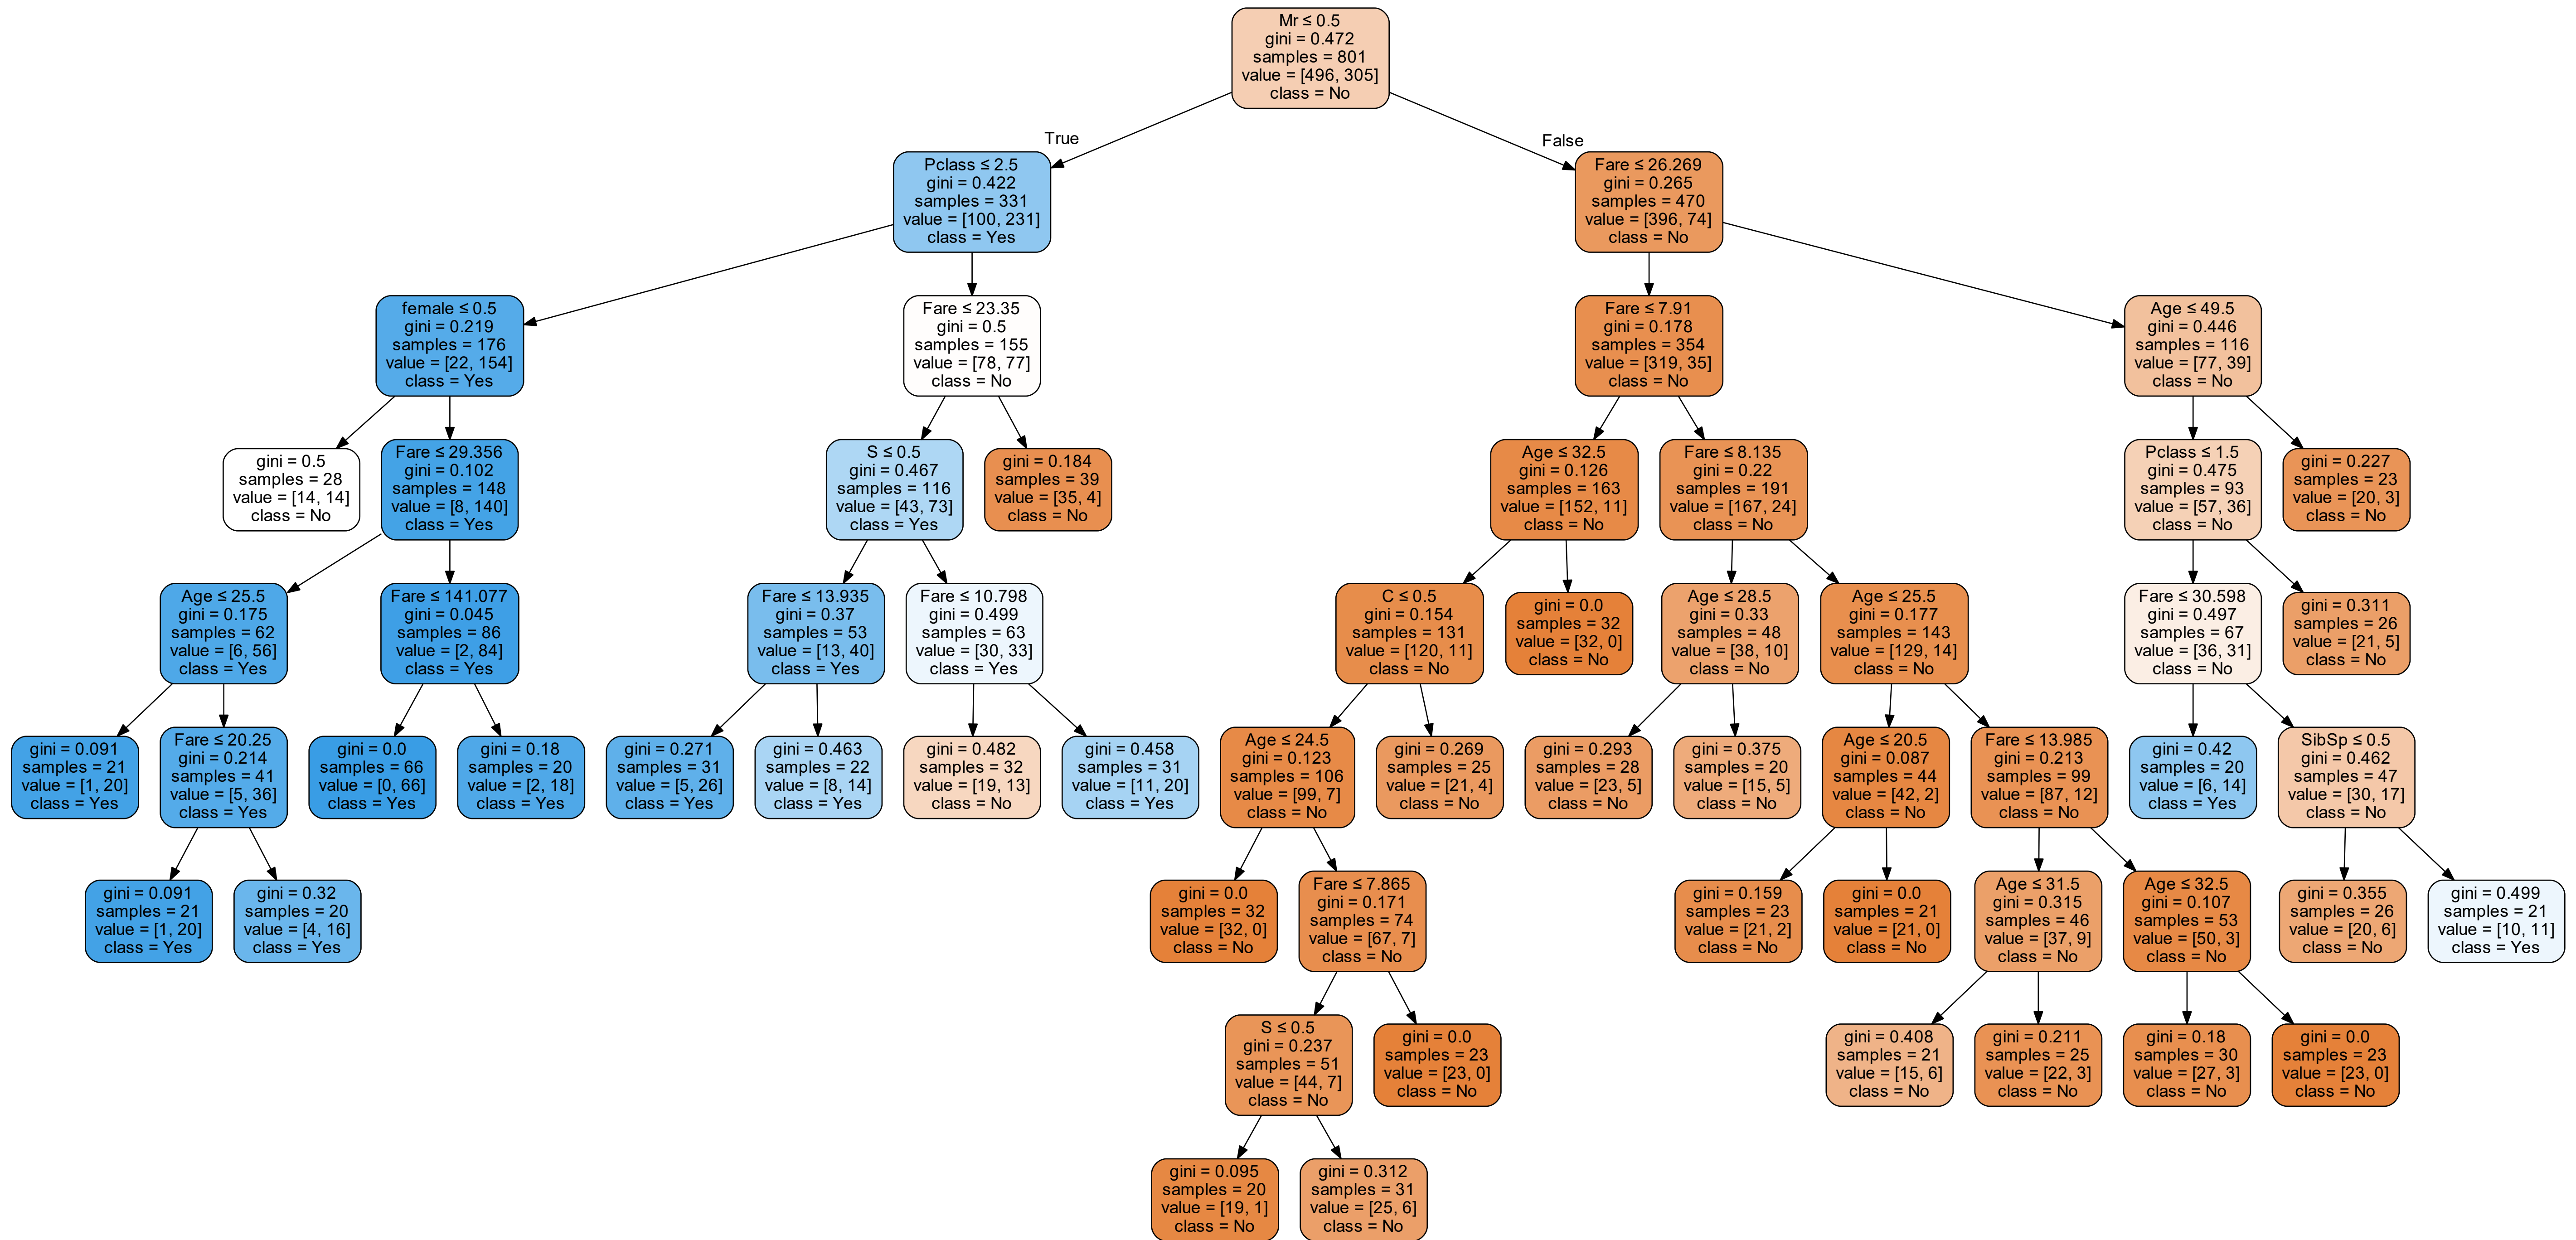 Mr ≤ 0.5
gini = 0.472
samples = 801
value = [496, 305]
class = No
True
False
Pclass ≤ 2.5
gini = 0.422
samples = 331
value = [100, 231]
class = Yes
Fare ≤ 26.269
gini = 0.265
samples = 470
value = [396, 74]
class = No
female ≤ 0.5
gini = 0.219
samples = 176
value = [22, 154]
class = Yes
Fare ≤ 23.35
gini = 0.5
samples = 155
value = [78, 77]
class = No
Fare ≤ 7.91
gini = 0.178
samples = 354
value = [319, 35]
class = No
Age ≤ 49.5
gini = 0.446
samples = 116
value = [77, 39]
class = No
gini = 0.5
samples = 28
value = [14, 14]
class = No
Fare ≤ 29.356
gini = 0.102
samples = 148
value = [8, 140]
class = Yes
S ≤ 0.5
gini = 0.467
samples = 116
value = [43, 73]
class = Yes
gini = 0.184
samples = 39
value = [35, 4]
class = No
Age ≤ 32.5
gini = 0.126
samples = 163
value = [152, 11]
class = No
Fare ≤ 8.135
gini = 0.22
samples = 191
value = [167, 24]
class = No
Pclass ≤ 1.5
gini = 0.475
samples = 93
value = [57, 36]
class = No
gini = 0.227
samples = 23
value = [20, 3]
class = No
Age ≤ 25.5
gini = 0.175
samples = 62
value = [6, 56]
class = Yes
Fare ≤ 141.077
gini = 0.045
samples = 86
value = [2, 84]
class = Yes
Fare ≤ 13.935
gini = 0.37
samples = 53
value = [13, 40]
class = Yes
Fare ≤ 10.798
gini = 0.499
samples = 63
value = [30, 33]
class = Yes
C ≤ 0.5
gini = 0.154
samples = 131
value = [120, 11]
class = No
gini = 0.0
samples = 32
value = [32, 0]
class = No
Age ≤ 28.5
gini = 0.33
samples = 48
value = [38, 10]
class = No
Age ≤ 25.5
gini = 0.177
samples = 143
value = [129, 14]
class = No
Fare ≤ 30.598
gini = 0.497
samples = 67
value = [36, 31]
class = No
gini = 0.311
samples = 26
value = [21, 5]
class = No
gini = 0.091
samples = 21
value = [1, 20]
class = Yes
Fare ≤ 20.25
gini = 0.214
samples = 41
value = [5, 36]
class = Yes
gini = 0.0
samples = 66
value = [0, 66]
class = Yes
gini = 0.18
samples = 20
value = [2, 18]
class = Yes
gini = 0.271
samples = 31
value = [5, 26]
class = Yes
gini = 0.463
samples = 22
value = [8, 14]
class = Yes
gini = 0.482
samples = 32
value = [19, 13]
class = No
gini = 0.458
samples = 31
value = [11, 20]
class = Yes
Age ≤ 24.5
gini = 0.123
samples = 106
value = [99, 7]
class = No
gini = 0.269
samples = 25
value = [21, 4]
class = No
gini = 0.293
samples = 28
value = [23, 5]
class = No
gini = 0.375
samples = 20
value = [15, 5]
class = No
Age ≤ 20.5
gini = 0.087
samples = 44
value = [42, 2]
class = No
Fare ≤ 13.985
gini = 0.213
samples = 99
value = [87, 12]
class = No
gini = 0.42
samples = 20
value = [6, 14]
class = Yes
SibSp ≤ 0.5
gini = 0.462
samples = 47
value = [30, 17]
class = No
gini = 0.091
samples = 21
value = [1, 20]
class = Yes
gini = 0.32
samples = 20
value = [4, 16]
class = Yes
gini = 0.0
samples = 32
value = [32, 0]
class = No
Fare ≤ 7.865
gini = 0.171
samples = 74
value = [67, 7]
class = No
gini = 0.159
samples = 23
value = [21, 2]
class = No
gini = 0.0
samples = 21
value = [21, 0]
class = No
Age ≤ 31.5
gini = 0.315
samples = 46
value = [37, 9]
class = No
Age ≤ 32.5
gini = 0.107
samples = 53
value = [50, 3]
class = No
gini = 0.355
samples = 26
value = [20, 6]
class = No
gini = 0.499
samples = 21
value = [10, 11]
class = Yes
S ≤ 0.5
gini = 0.237
samples = 51
value = [44, 7]
class = No
gini = 0.0
samples = 23
value = [23, 0]
class = No
gini = 0.408
samples = 21
value = [15, 6]
class = No
gini = 0.211
samples = 25
value = [22, 3]
class = No
gini = 0.18
samples = 30
value = [27, 3]
class = No
gini = 0.0
samples = 23
value = [23, 0]
class = No
gini = 0.095
samples = 20
value = [19, 1]
class = No
gini = 0.312
samples = 31
value = [25, 6]
class = No